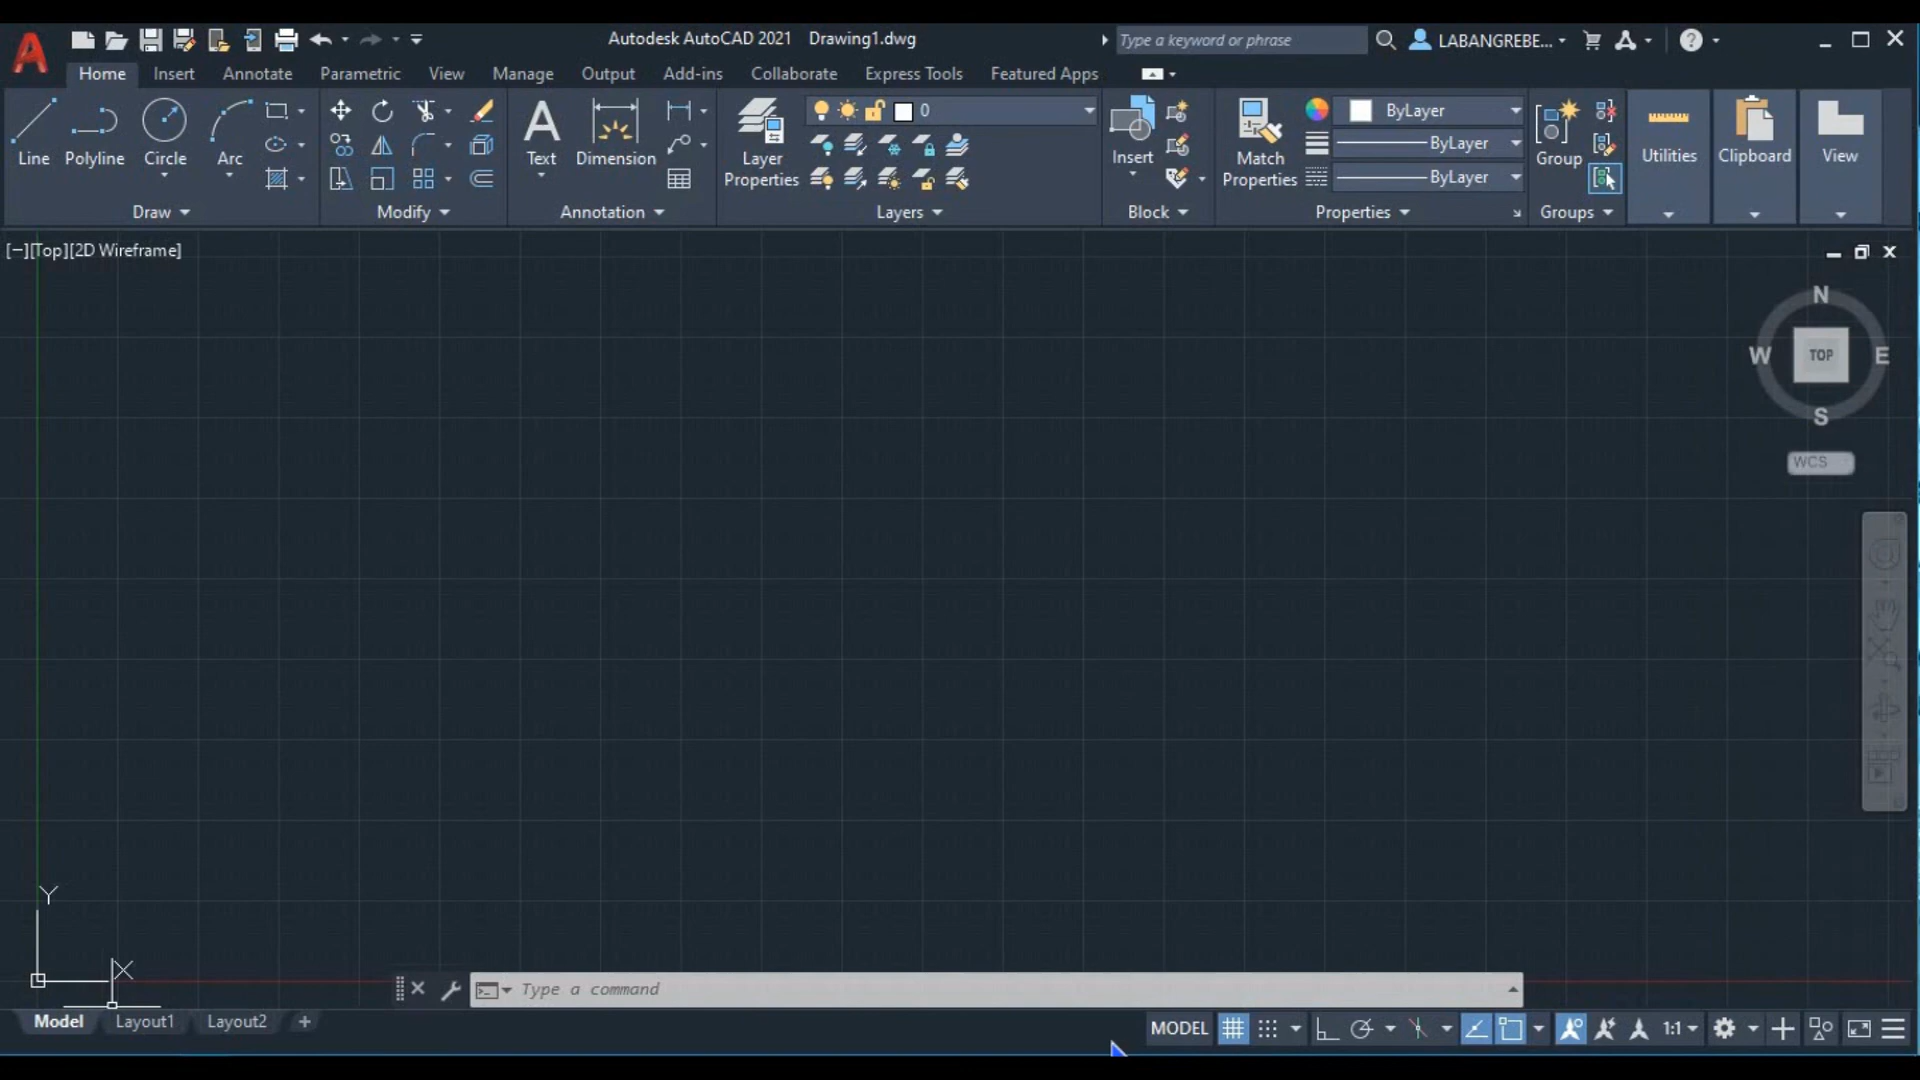 Autodesk AutoCAD 2021 Drawing1.dwg
Type a keyword or phrase
LABANGREBE...
Home Insert Annotate Parametric View Manage Output Add-ins Collaborate Express Tools Featured Apps
Line Polyline Circle Arc
Text Dimension
Layer Properties
0
Insert
Match Properties
ByLayer
ByLayer
ByLayer
Group
Utilities
Clipboard
View
Draw Modify Annotation Layers Block Properties Groups
[−][Top][2D Wireframe]
N
W TOP E
S
WCS
Y
X
Type a command
Model Layout1 Layout2 +
MODEL 1:1